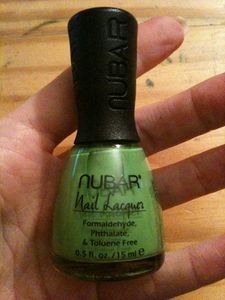 NUBAR
NUBAR®
Nail Lacquer
Formaldehyde,
Phthalate,
& Toluene Free
0.5 fl. oz. / 15 ml ℮